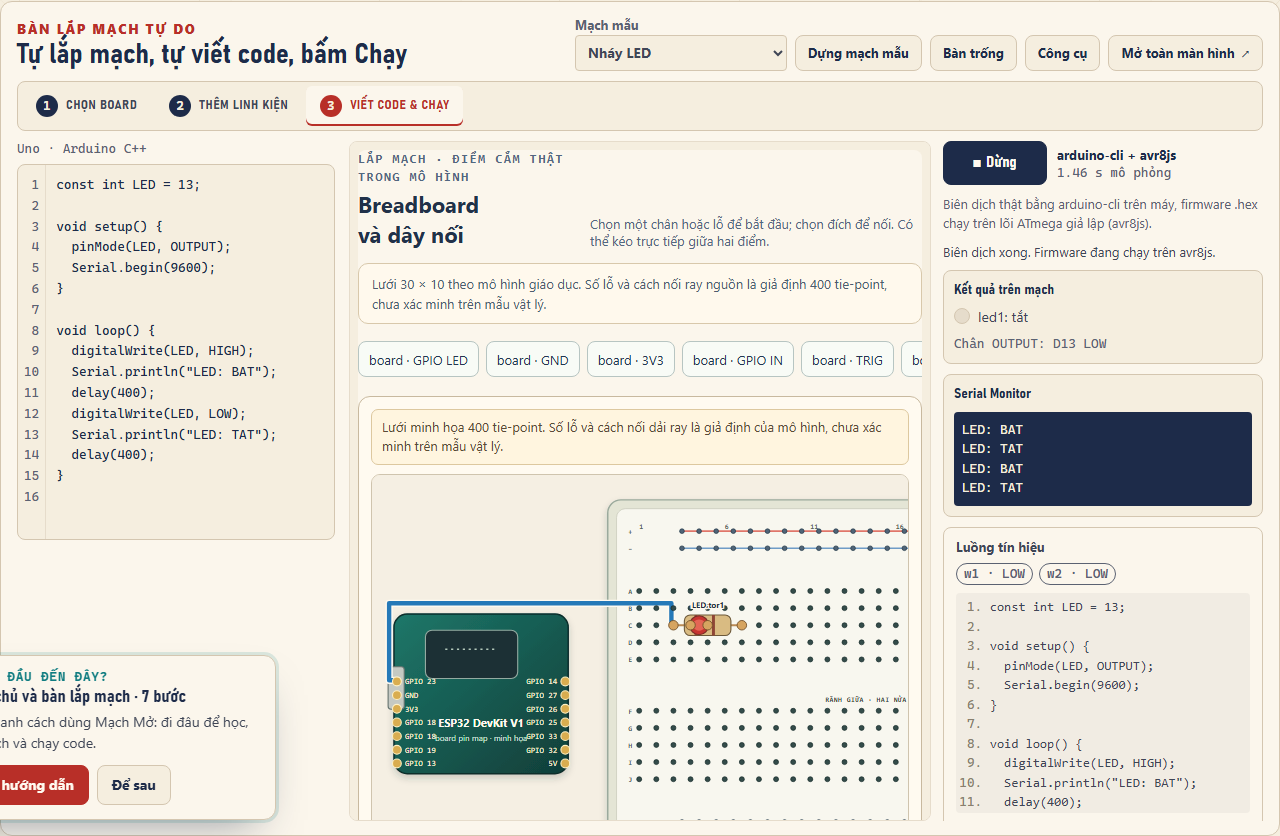 BÀN LẮP MẠCH TỰ DO
Tự lắp mạch, tự viết code, bấm Chạy
Mạch mẫu
Nháy LED
Dựng mạch mẫu
Bàn trống
Công cụ
Mở toàn màn hình ↗
1 CHỌN BOARD
2 THÊM LINH KIỆN
3 VIẾT CODE & CHẠY
Uno · Arduino C++
1 const int LED = 13;
2
3 void setup() {
4 pinMode(LED, OUTPUT);
5 Serial.begin(9600);
6 }
7
8 void loop() {
9 digitalWrite(LED, HIGH);
10 Serial.println("LED: BAT");
11 delay(400);
12 digitalWrite(LED, LOW);
13 Serial.println("LED: TAT");
14 delay(400);
15 }
16
ĐẦU ĐẾN ĐÂY?
chủ và bàn lắp mạch · 7 bước
anh cách dùng Mạch Mở: đi đâu để học,
ch và chạy code.
hướng dẫn
Để sau
LẮP MẠCH · ĐIỂM CẮM THẬT
TRONG MÔ HÌNH
Breadboard
và dây nối
Chọn một chân hoặc lỗ để bắt đầu; chọn đích để nối. Có
thể kéo trực tiếp giữa hai điểm.
Lưới 30 × 10 theo mô hình giáo dục. Số lỗ và cách nối ray nguồn là giả định 400 tie-point,
chưa xác minh trên mẫu vật lý.
board · GPIO LED
board · GND
board · 3V3
board · GPIO IN
board · TRIG
Lưới minh họa 400 tie-point. Số lỗ và cách nối dải ray là giả định của mô hình, chưa xác
minh trên mẫu vật lý.
1 6 11 16
+
-
A
B
C
D
E
LED
tor1
RÃNH GIỮA · HAI NỬA
F
G
H
I
J
GPIO 23 GPIO 14
GND GPIO 27
3V3 GPIO 26
GPIO 18 ESP32 DevKit V1 GPIO 25
board pin map · minh họa GPIO 33
GPIO 19 GPIO 32
GPIO 13 5V
■ Dừng
arduino-cli + avr8js
1.46 s mô phỏng
Biên dịch thật bằng arduino-cli trên máy, firmware .hex
chạy trên lõi ATmega giả lập (avr8js).
Biên dịch xong. Firmware đang chạy trên avr8js.
Kết quả trên mạch
led1: tắt
Chân OUTPUT: D13 LOW
Serial Monitor
LED: BAT
LED: TAT
LED: BAT
LED: TAT
Luồng tín hiệu
w1 · LOW
w2 · LOW
1. const int LED = 13;
2.
3. void setup() {
4. pinMode(LED, OUTPUT);
5. Serial.begin(9600);
6. }
7.
8. void loop() {
9. digitalWrite(LED, HIGH);
10. Serial.println("LED: BAT");
11. delay(400);